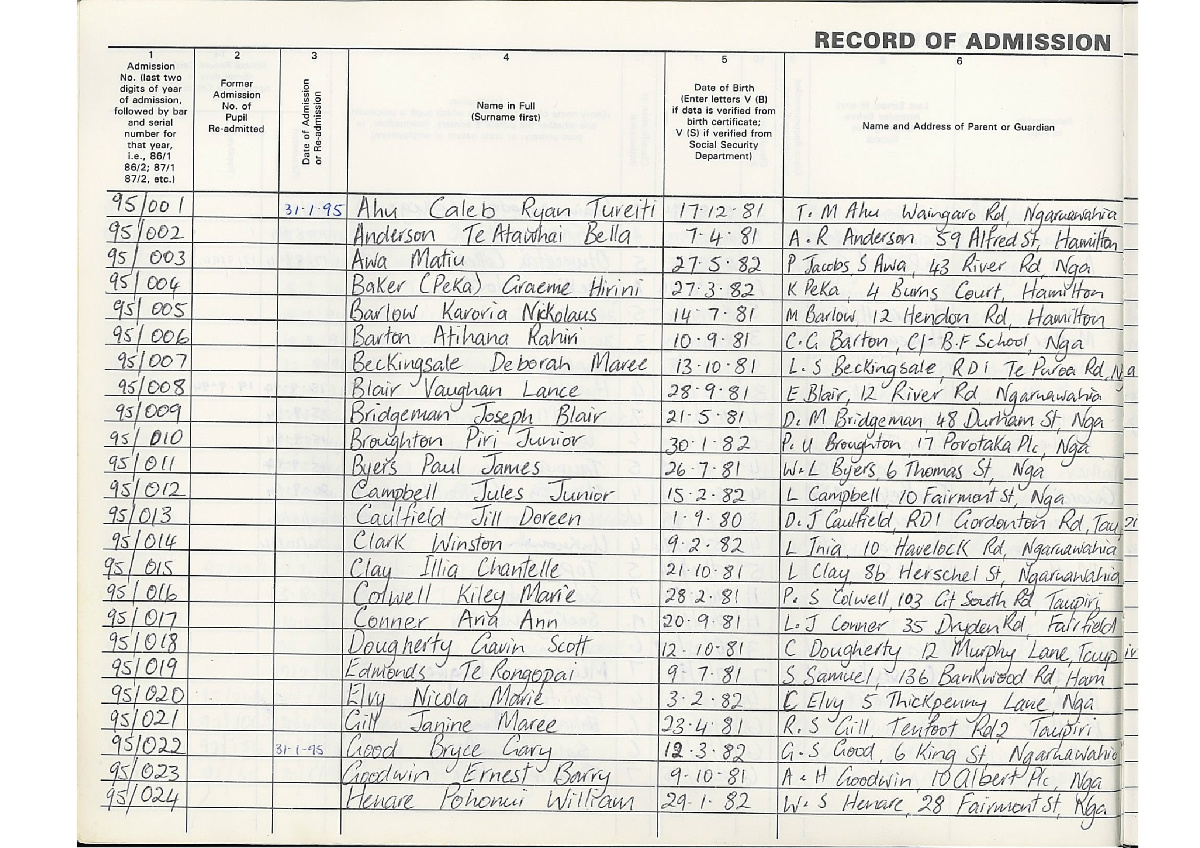 RECORD OF ADMISSION
1 2 3 4 5 6
Admission No. (last two digits of year of admission, followed by bar and serial number for that year, i.e., 86/1 86/2; 87/1 87/2, etc.)
Former Admission No. of Pupil Re-admitted
Date of Admission or Re-admission
Name in Full (Surname first)
Date of Birth (Enter letters V (B) if data is verified from birth certificate; V (S) if verified from Social Security Department)
Name and Address of Parent or Guardian
95/001 31-1-95 Ahu Caleb Ryan Tureiti 17-12-81 T. M Ahu Waingaro Rd, Ngaruawahia
95/002 Anderson Te Atawhai Bella 7-4-81 A.R Anderson 59 Alfred St, Hamilton
95/003 Awa Matiu 27-5-82 P Jacobs S Awa, 43 River Rd, Nga
95/004 Baker (Peka) Graeme Hirini 27-3-82 K Peka, 4 Burns Court, Hamilton
95/005 Barlow Karoria Nickolaus 14-7-81 M Barlow, 12 Hendon Rd, Hamilton
95/006 Barton Atihana Rahiri 10-9-81 C.G Barton, C/- B.F School, Nga
95/007 Beckingsale Deborah Maree 13-10-81 L.S Beckingsale, RD1 Te Puroa Rd, Nga
95/008 Blair Vaughan Lance 28-9-81 E Blair, 12 River Rd Ngaruawahia
95/009 Bridgeman Joseph Blair 21-5-81 D. M Bridgeman, 48 Durham St, Nga
95/010 Broughton Piri Junior 30-1-82 P. U Broughton, 17 Porotaka Plc, Nga
95/011 Byers Paul James 26-7-81 W.L Byers, 6 Thomas St, Nga
95/012 Campbell Jules Junior 15-2-82 L Campbell, 10 Fairmont St, Nga
95/013 Caulfield Jill Doreen 1-9-80 D.J Caulfield, RD1 Gordonton Rd, Taupiri
95/014 Clark Winston 9-2-82 L Inia, 10 Havelock Rd, Ngaruawahia
95/015 Clay Illia Chantelle 21-10-81 L Clay, 8b Herschel St, Ngaruawahia
95/016 Colwell Kiley Marie 28-2-81 P. S Colwell, 103 Gt South Rd Taupiri
95/017 Conner Aria Ann 20-9-81 L.J Conner 35 Dryden Rd, Fairfield
95/018 Dougherty Gavin Scott 12-10-81 C Dougherty 12 Murphy Lane, Taupir
95/019 Edmonds Te Rongopai 9-7-81 S Samuel, 136 Bankwood Rd, Ham
95/020 Elvy Nicola Marie 3-2-82 C Elvy 5 Thickpenny Lane, Nga
95/021 Gill Janine Maree 23-4-81 R.S Gill, Tenfoot Rd2 Taupiri
95/022 31-1-95 Good Bryce Gary 12-3-82 G.S Good, 6 King St, Ngaruawahia
95/023 Goodwin Ernest Barry 9-10-81 A & H Goodwin, 10 Albert Plc, Nga
95/024 Henare Pohonui William 29-1-82 W.S Henare, 28 Fairmont St, Nga